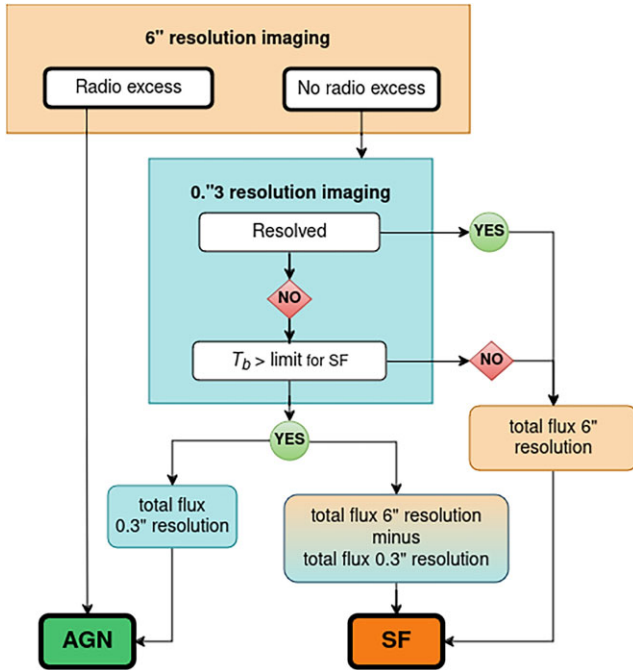 6" resolution imaging
Radio excess
No radio excess
0."3 resolution imaging
Resolved
YES
NO
T_b > limit for SF
NO
YES
total flux 6"
resolution
total flux
0.3" resolution
total flux 6" resolution
minus
total flux 0.3" resolution
AGN
SF